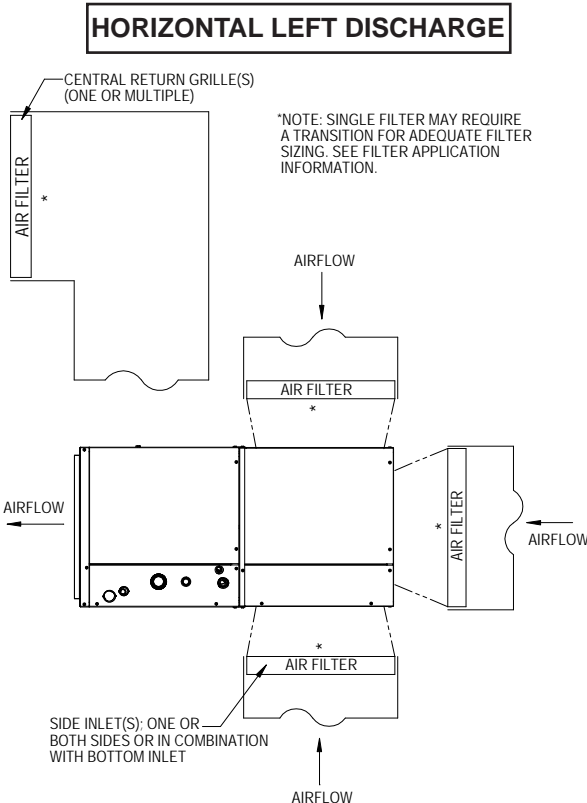 HORIZONTAL LEFT DISCHARGE
CENTRAL RETURN GRILLE(S)
(ONE OR MULTIPLE)
*NOTE: SINGLE FILTER MAY REQUIRE
A TRANSITION FOR ADEQUATE FILTER
SIZING. SEE FILTER APPLICATION
INFORMATION.
AIR FILTER
*
AIRFLOW
AIR FILTER
*
AIRFLOW
*
AIR FILTER
AIRFLOW
*
AIR FILTER
SIDE INLET(S); ONE OR
BOTH SIDES OR IN COMBINATION
WITH BOTTOM INLET
AIRFLOW